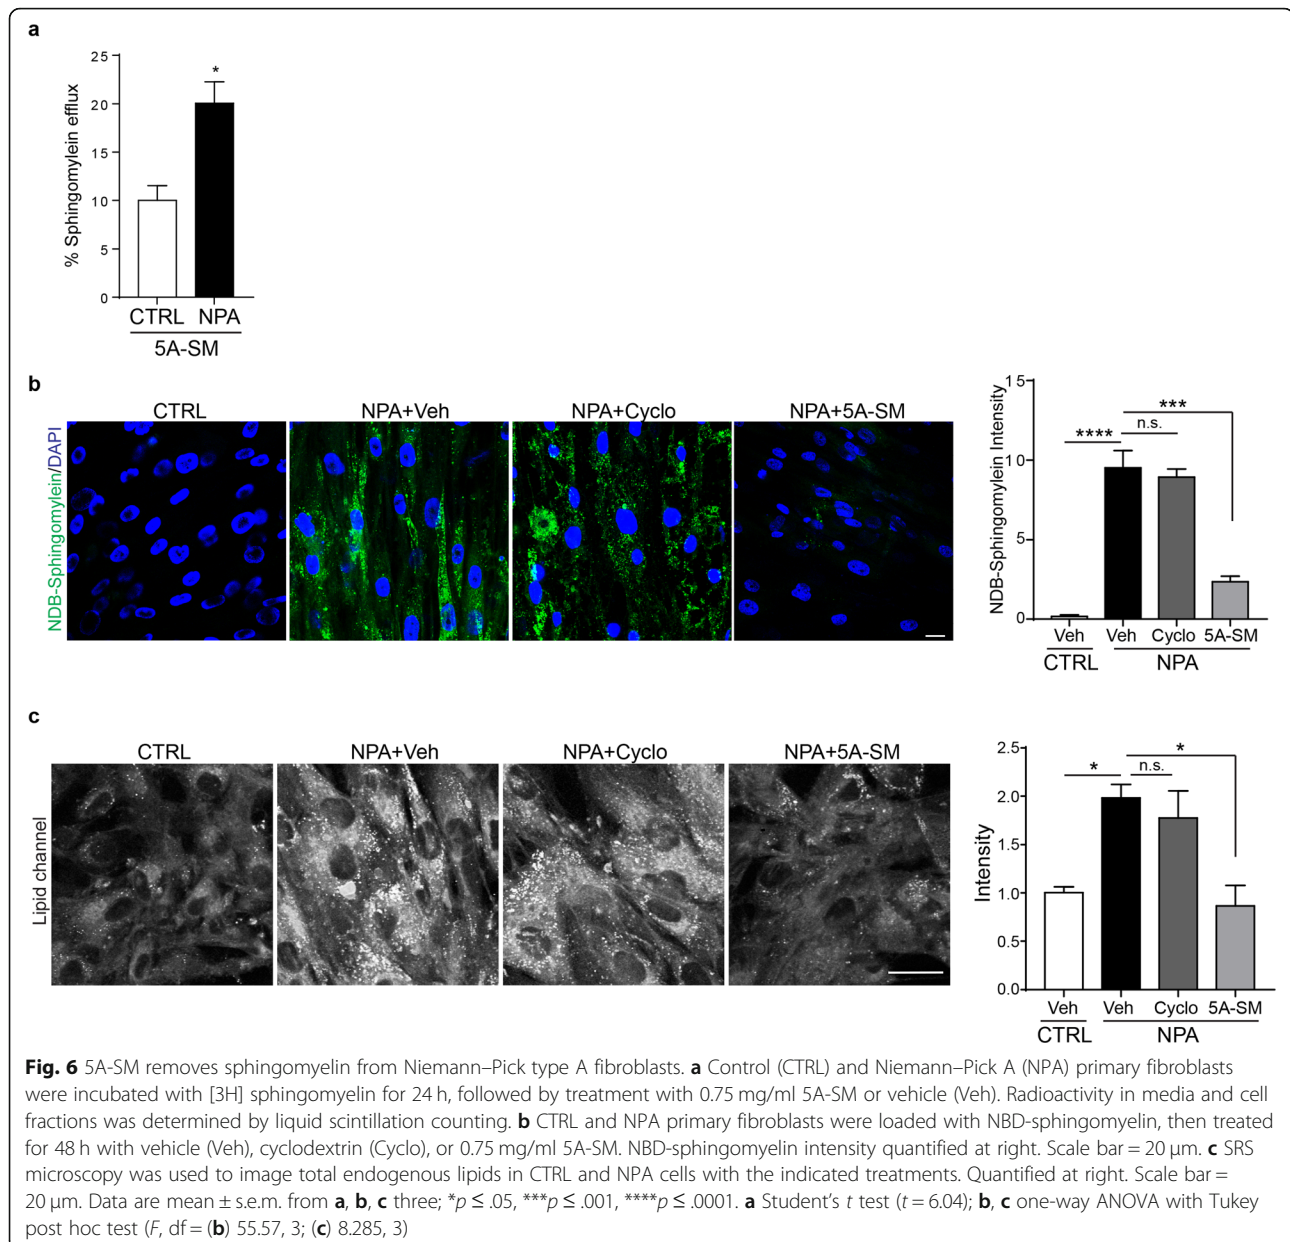 a
25
20
15
10
5
0
% Sphingomylein efflux
*
CTRL NPA
5A-SM
b
CTRL NPA+Veh NPA+Cyclo NPA+5A-SM
NDB-Sphingomylein/DAPI
15
10
5
0
NDB-Sphingomylein Intensity
***
n.s.
****
Veh Veh Cyclo 5A-SM
CTRL NPA
c
CTRL NPA+Veh NPA+Cyclo NPA+5A-SM
Lipid channel
2.5
2.0
1.5
1.0
0.5
0.0
Intensity
*
n.s.
*
Veh Veh Cyclo 5A-SM
CTRL NPA
Fig. 6 5A-SM removes sphingomyelin from Niemann–Pick type A fibroblasts. a Control (CTRL) and Niemann–Pick A (NPA) primary fibroblasts
were incubated with [3H] sphingomyelin for 24 h, followed by treatment with 0.75 mg/ml 5A-SM or vehicle (Veh). Radioactivity in media and cell
fractions was determined by liquid scintillation counting. b CTRL and NPA primary fibroblasts were loaded with NBD-sphingomyelin, then treated
for 48 h with vehicle (Veh), cyclodextrin (Cyclo), or 0.75 mg/ml 5A-SM. NBD-sphingomyelin intensity quantified at right. Scale bar = 20 μm. c SRS
microscopy was used to image total endogenous lipids in CTRL and NPA cells with the indicated treatments. Quantified at right. Scale bar =
20 μm. Data are mean ± s.e.m. from a, b, c three; *p ≤ .05, ***p ≤ .001, ****p ≤ .0001. a Student's t test (t = 6.04); b, c one-way ANOVA with Tukey
post hoc test (F, df = (b) 55.57, 3; (c) 8.285, 3)